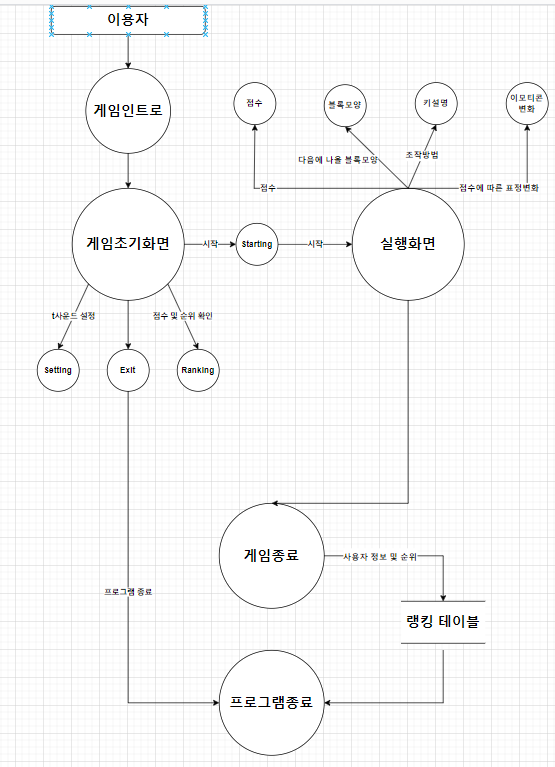 이용자
게임인트로
점수
블록모양
키설명
이모티콘
변화
다음에 나올 블록모양
조작방법
점수
점수에 따른 표정변화
게임초기화면
시작
Starting
시작
실행화면
t사운드 설정
점수 및 순위 확인
Setting
Exit
Ranking
게임종료
사용자 정보 및 순위
프로그램 종료
랭킹 테이블
프로그램종료